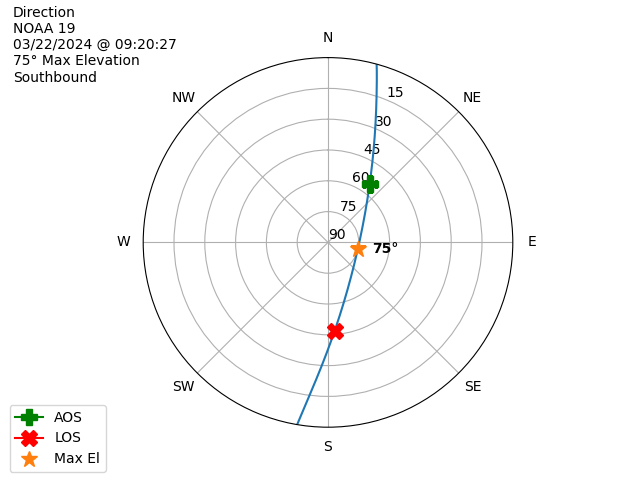 Direction
NOAA 19
03/22/2024 @ 09:20:27
75° Max Elevation
Southbound
N
NW
NE
15
30
45
60
75
90
W
E
75°
SW
SE
S
AOS
LOS
Max El